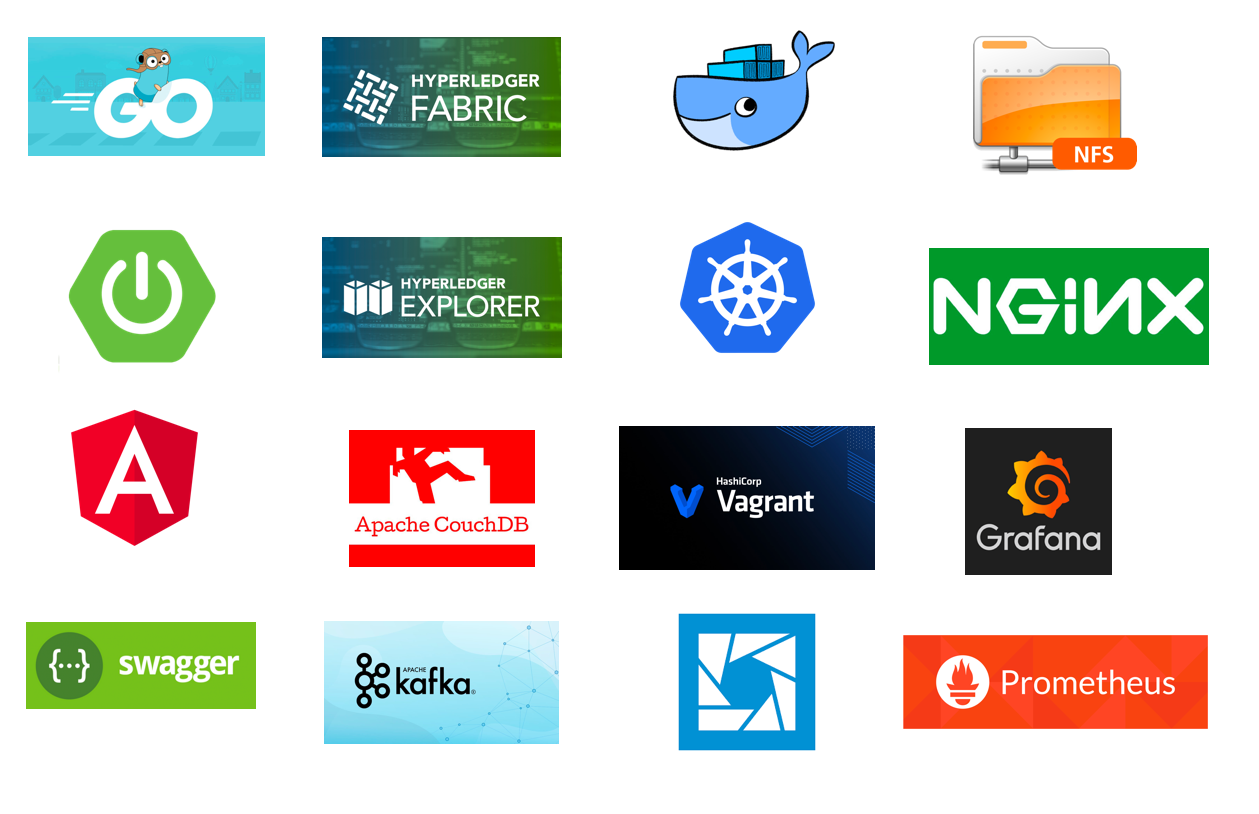 GO
HYPERLEDGER
FABRIC
NFS
HYPERLEDGER
EXPLORER
NGiNX
A
Apache CouchDB
HashiCorp
Vagrant
Grafana
{···} swagger
APACHE
kafka®
Prometheus